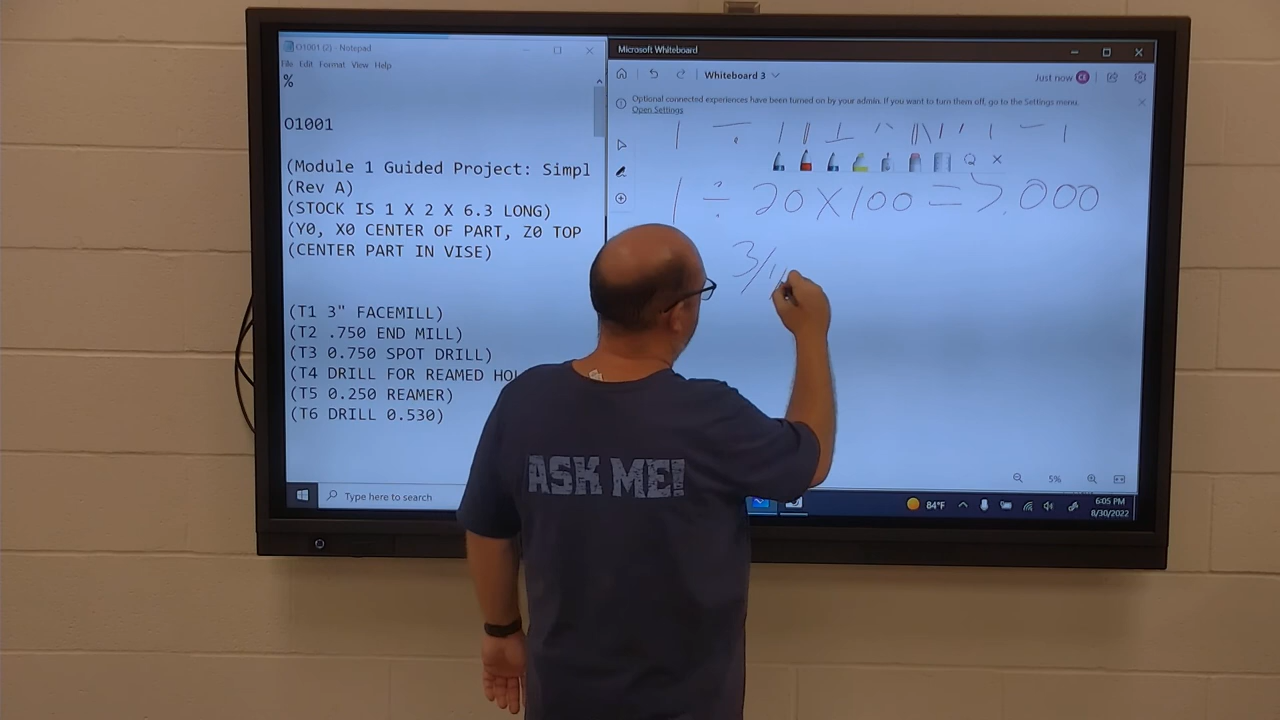 O1001 (2) - Notepad
File Edit Format View Help
%
O1001
(Module 1 Guided Project: Simpl
(Rev A)
(STOCK IS 1 X 2 X 6.3 LONG)
(Y0, X0 CENTER OF PART, Z0 TOP
(CENTER PART IN VISE)
(T1 3" FACEMILL)
(T2 .750 END MILL)
(T3 0.750 SPOT DRILL)
(T4 DRILL FOR REAMED HO
(T5 0.250 REAMER)
(T6 DRILL 0.530)
Type here to search
Microsoft Whiteboard
Whiteboard 3
Just now
Optional connected experiences have been turned on by your admin. If you want to turn them off, go to the Settings menu.
Open Settings
1 ÷ 20 X 100 = 5.000
3/
5%
84°F
6:05 PM
8/30/2022
ASK ME!